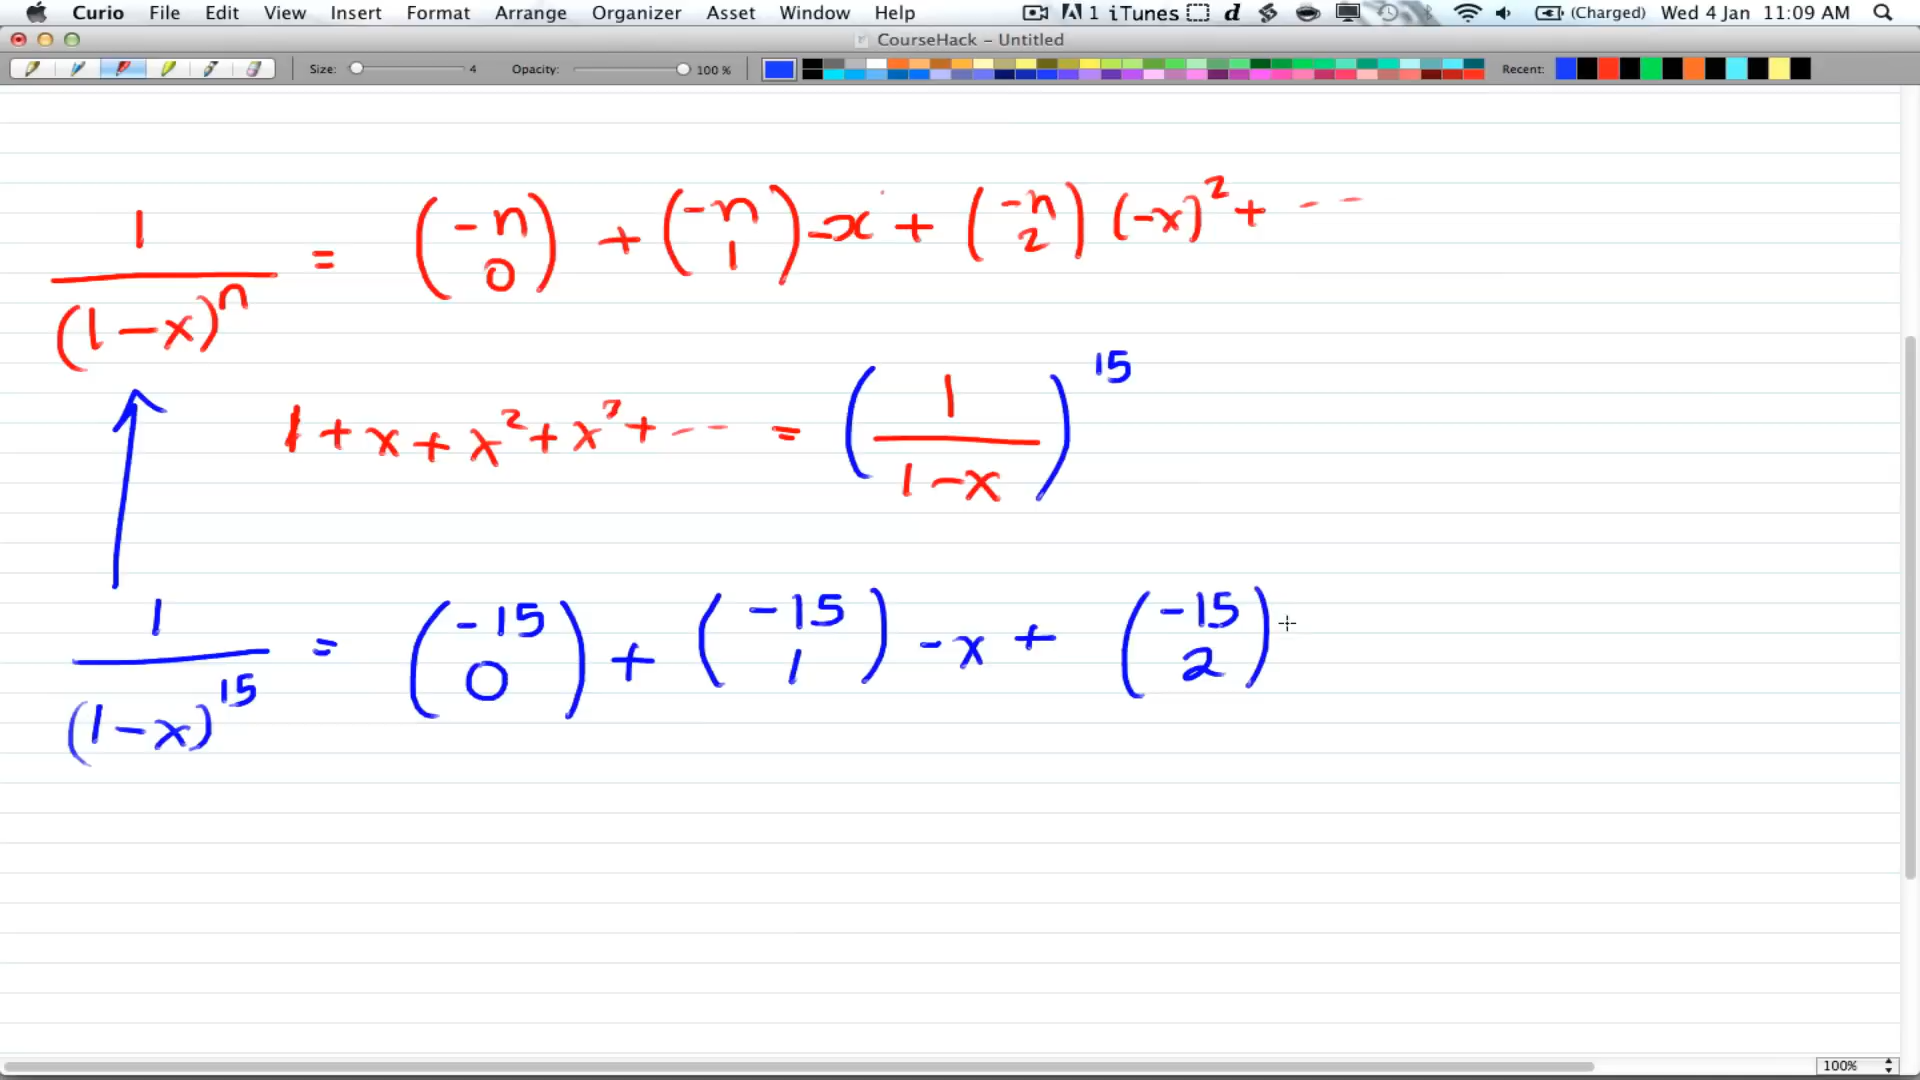 Curio File Edit View Insert Format Arrange Organizer Asset Window Help 1 iTunes d (Charged) Wed 4 Jan 11:09 AM
CourseHack – Untitled
Size: 4 Opacity: 100 % Recent:
1/(1-x)^n = (-n 0) + (-n 1) -x + (-n 2) (-x)^2 + ---
1 + x + x^2 + x^3 + --- = (1/(1-x))^15
1/(1-x)^15 = (-15 0) + (-15 1) -x + (-15 2)
100%